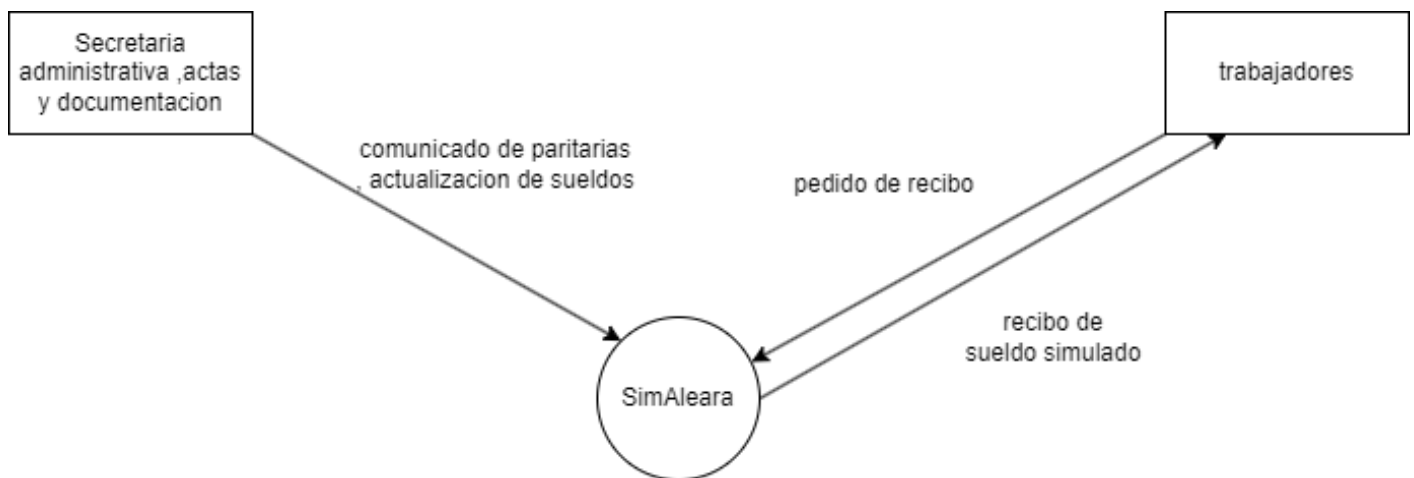 Secretaria
administrativa ,actas
y documentacion
trabajadores
comunicado de paritarias
, actualizacion de sueldos
pedido de recibo
recibo de
sueldo simulado
SimAleara